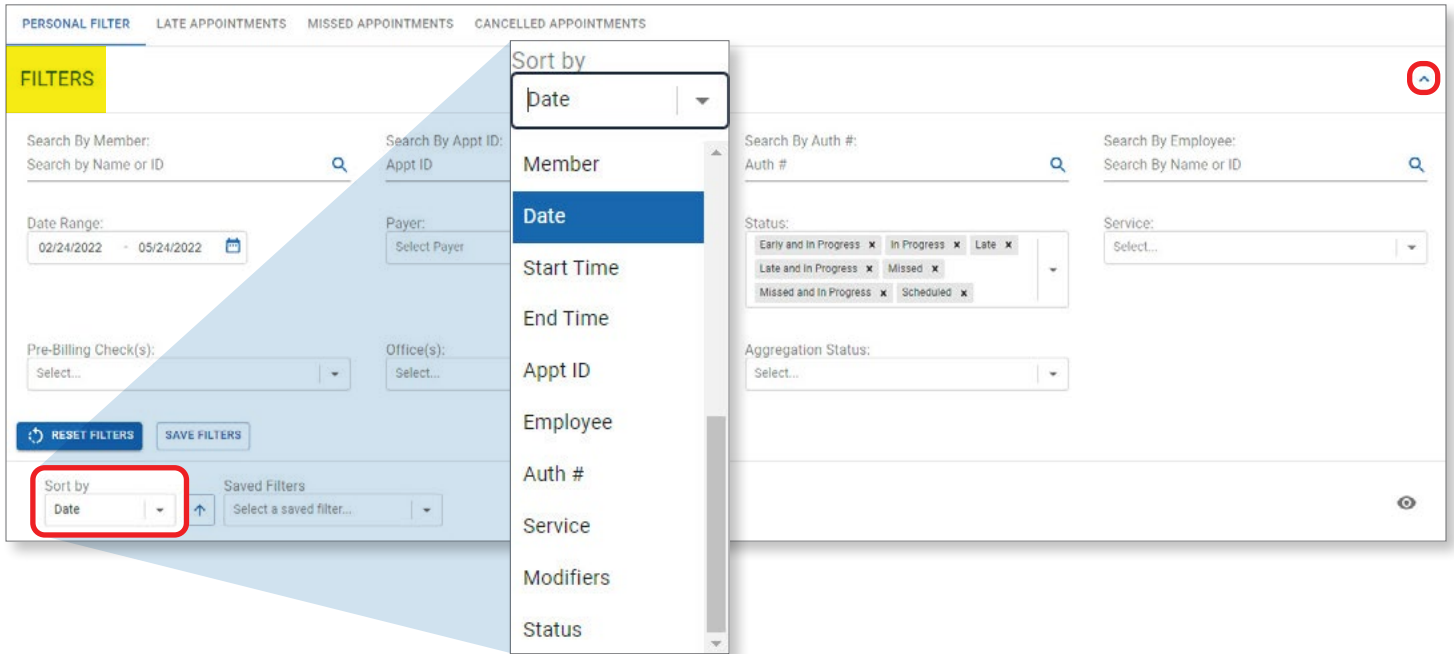 PERSONAL FILTER LATE APPOINTMENTS MISSED APPOINTMENTS CANCELLED APPOINTMENTS
FILTERS
Search By Member: Search By Appt ID: Search By Auth #: Search By Employee:
Search by Name or ID Appt ID Auth # Search By Name or ID
Date Range: Payer: Status: Service:
02/24/2022 - 05/24/2022 Select Payer Early and In Progress x In Progress x Late x Select...
Late and In Progress x Missed x
Missed and In Progress x Scheduled x
Pre-Billing Check(s): Office(s): Aggregation Status:
Select... Select... Select...
RESET FILTERS SAVE FILTERS
Sort by Saved Filters
Date Select a saved filter...
Sort by
Date
Member
Date
Start Time
End Time
Appt ID
Employee
Auth #
Service
Modifiers
Status